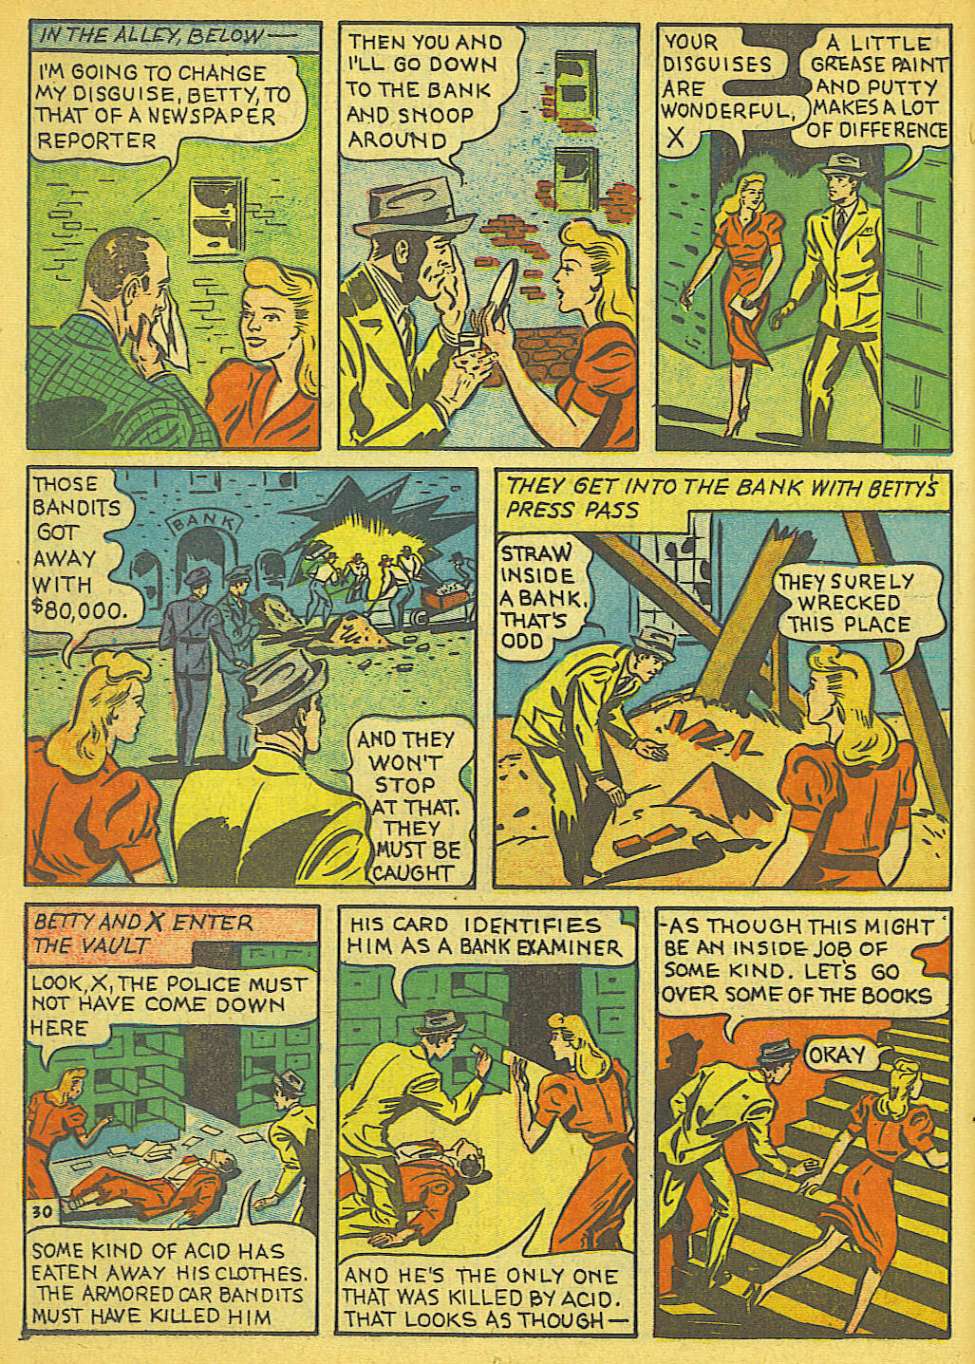 IN THE ALLEY, BELOW—
I'M GOING TO CHANGE
MY DISGUISE, BETTY, TO
THAT OF A NEWSPAPER
REPORTER
THEN YOU AND
I'LL GO DOWN
TO THE BANK
AND SNOOP
AROUND
YOUR
DISGUISES
ARE
WONDERFUL,
X
A LITTLE
GREASE PAINT
AND PUTTY
MAKES A LOT
OF DIFFERENCE
THOSE
BANDITS
GOT
AWAY
WITH
$80,000.
BANK
AND THEY
WON'T
STOP
AT THAT.
THEY
MUST BE
CAUGHT
THEY GET INTO THE BANK WITH BETTY'S
PRESS PASS
STRAW
INSIDE
A BANK.
THAT'S
ODD
THEY SURELY
WRECKED
THIS PLACE
BETTY AND X ENTER
THE VAULT
LOOK, X, THE POLICE MUST
NOT HAVE COME DOWN
HERE
30
SOME KIND OF ACID HAS
EATEN AWAY HIS CLOTHES.
THE ARMORED CAR BANDITS
MUST HAVE KILLED HIM
HIS CARD IDENTIFIES
HIM AS A BANK EXAMINER
AND HE'S THE ONLY ONE
THAT WAS KILLED BY ACID.
THAT LOOKS AS THOUGH—
-AS THOUGH THIS MIGHT
BE AN INSIDE JOB OF
SOME KIND. LET'S GO
OVER SOME OF THE BOOKS
OKAY